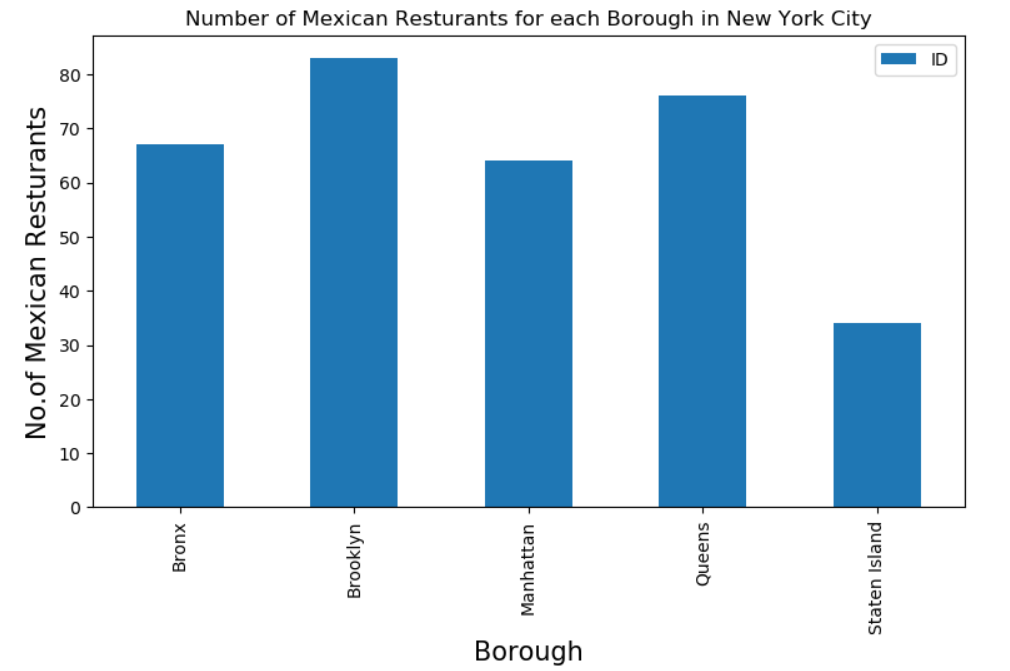 Number of Mexican Resturants for each Borough in New York City
ID
No.of Mexican Resturants
80
70
60
50
40
30
20
10
0
Bronx
Brooklyn
Manhattan
Queens
Staten Island
Borough